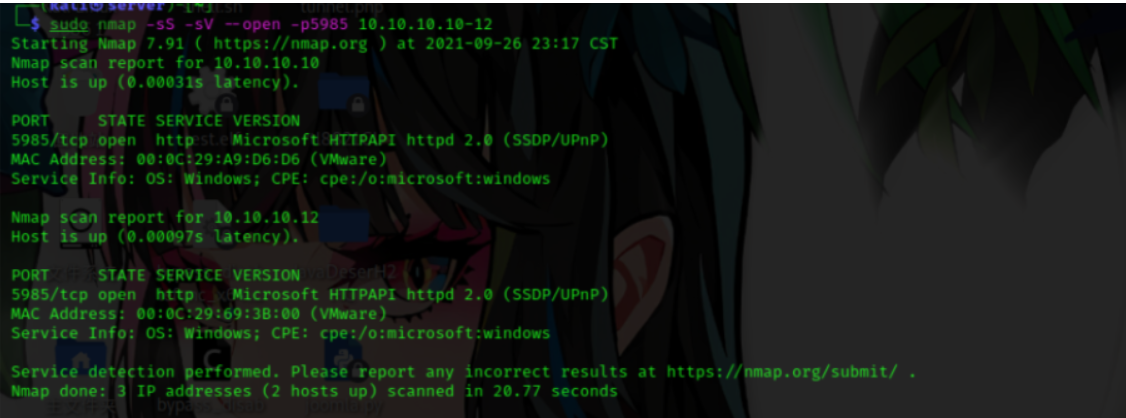 (kali㉿server)-[~]
$ sudo nmap -sS -sV --open -p5985 10.10.10.10-12
Starting Nmap 7.91 ( https://nmap.org ) at 2021-09-26 23:17 CST
Nmap scan report for 10.10.10.10
Host is up (0.00031s latency).
PORT STATE SERVICE VERSION
5985/tcp open http Microsoft HTTPAPI httpd 2.0 (SSDP/UPnP)
MAC Address: 00:0C:29:A9:D6:D6 (VMware)
Service Info: OS: Windows; CPE: cpe:/o:microsoft:windows
Nmap scan report for 10.10.10.12
Host is up (0.00097s latency).
PORT STATE SERVICE VERSION
5985/tcp open http Microsoft HTTPAPI httpd 2.0 (SSDP/UPnP)
MAC Address: 00:0C:29:69:3B:00 (VMware)
Service Info: OS: Windows; CPE: cpe:/o:microsoft:windows
Service detection performed. Please report any incorrect results at https://nmap.org/submit/ .
Nmap done: 3 IP addresses (2 hosts up) scanned in 20.77 seconds
tunnel.php